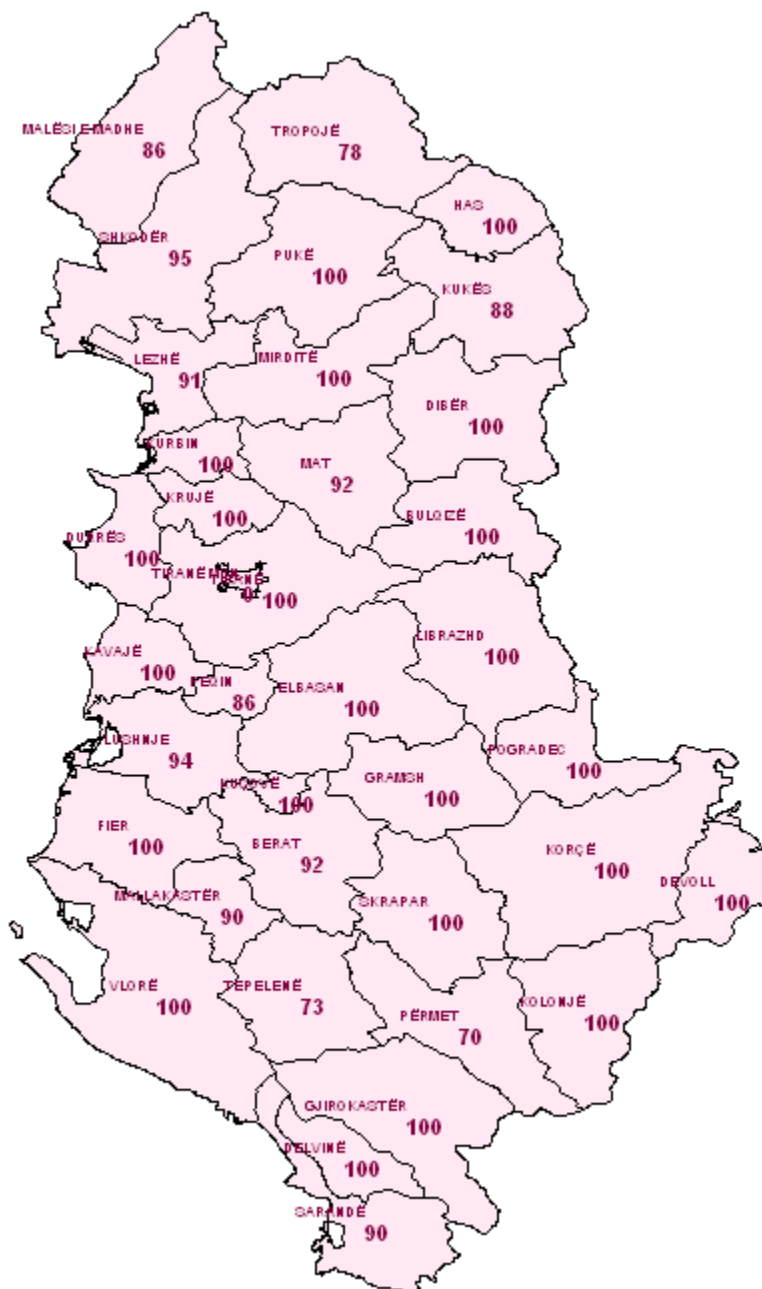 MALËSI E MADHE
86
TROPOJË
78
HAS
100
SHKODËR
95
PUKË
100
KUKËS
88
LEZHË
91
MIRDITË
100
DIBËR
100
KURBIN
100
MAT
92
KRUJË
100
BULQIZË
100
DURRËS
100
TIRANË
0
100
LIBRAZHD
100
KAVAJË
100
PEQIN
86
ELBASAN
100
LUSHNJE
94
POGRADEC
100
KUÇOVË
100
GRAMSH
100
FIER
100
BERAT
92
KORÇË
100
DEVOLL
100
MALLAKASTËR
90
SKRAPAR
100
VLORË
100
TEPELENË
73
PËRMET
70
KOLONJË
100
GJIROKASTËR
100
DELVINË
100
SARANDË
90